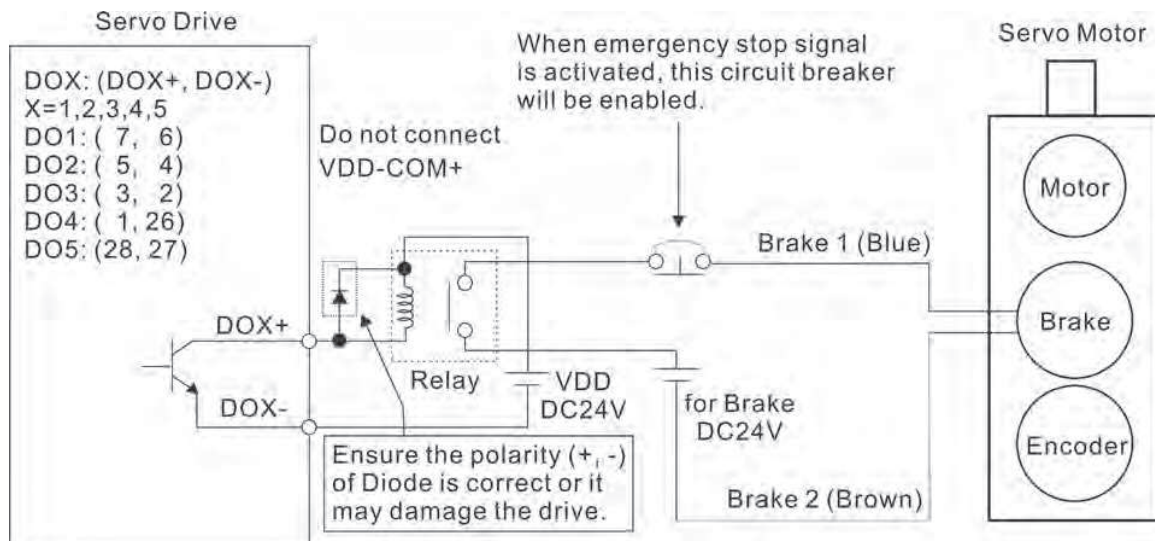 Servo Drive
DOX: (DOX+, DOX-)
X=1,2,3,4,5
DO1: ( 7, 6)
DO2: ( 5, 4)
DO3: ( 3, 2)
DO4: ( 1, 26)
DO5: (28, 27)
Do not connect
VDD-COM+
When emergency stop signal
is activated, this circuit breaker
will be enabled.
Servo Motor
Motor
Brake 1 (Blue)
DOX+
Brake
Relay
VDD
DC24V
for Brake
DC24V
DOX-
Encoder
Ensure the polarity (+, -)
of Diode is correct or it
may damage the drive.
Brake 2 (Brown)